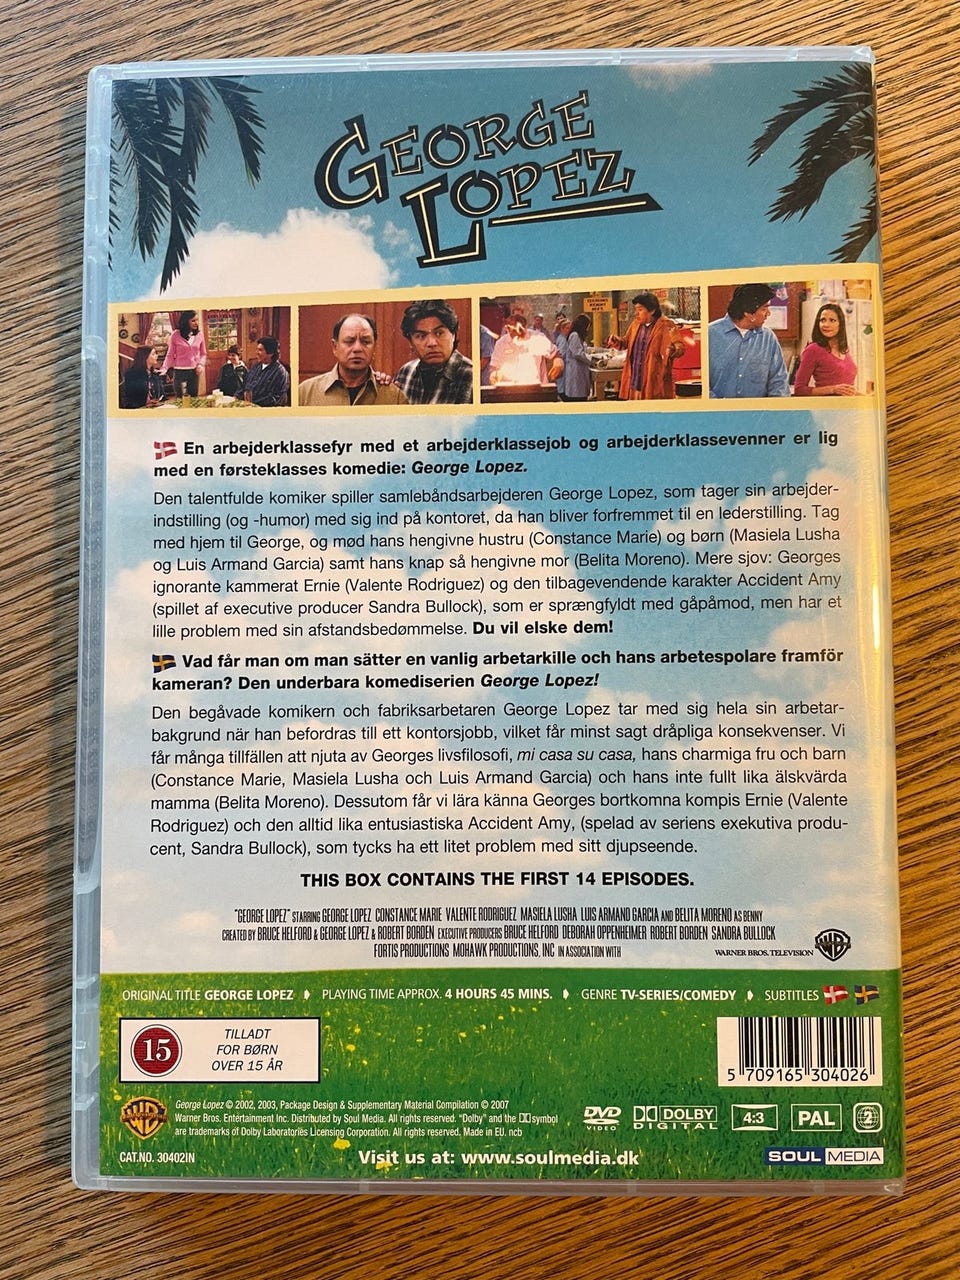 GEORGE
LOPEZ
En arbejderklassefyr med et arbejderklassejob og arbejderklassevenner er lig
med en førsteklasses komedie: George Lopez.
Den talentfulde komiker spiller samlebåndsarbejderen George Lopez, som tager sin arbejder-
indstilling (og -humor) med sig ind på kontoret, da han bliver forfremmet til en lederstilling. Tag
med hjem til George, og mød hans hengivne hustru (Constance Marie) og børn (Masiela Lusha
og Luis Armand Garcia) samt hans knap så hengivne mor (Belita Moreno). Mere sjov: Georges
ignorante kammerat Ernie (Valente Rodriguez) og den tilbagevendende karakter Accident Amy
(spillet af executive producer Sandra Bullock), som er sprængfyldt med gåpåmod, men har et
lille problem med sin afstandsbedømmelse. Du vil elske dem!
Vad får man om man sätter en vanlig arbetarkille och hans arbetespolare framför
kameran? Den underbara komediserien George Lopez!
Den begåvade komikern och fabriksarbetaren George Lopez tar med sig hela sin arbetar-
bakgrund när han befordras till ett kontorsjobb, vilket får minst sagt dråpliga konsekvenser. Vi
får många tillfällen att njuta av Georges livsfilosofi, mi casa su casa, hans charmiga fru och barn
(Constance Marie, Masiela Lusha och Luis Armand Garcia) och hans inte fullt lika älskvärda
mamma (Belita Moreno). Dessutom får vi lära känna Georges bortkomna kompis Ernie (Valente
Rodriguez) och den alltid lika entusiastiska Accident Amy, (spelad av seriens exekutiva produ-
cent, Sandra Bullock), som tycks ha ett litet problem med sitt djupseende.
THIS BOX CONTAINS THE FIRST 14 EPISODES.
"GEORGE LOPEZ" STARRING GEORGE LOPEZ CONSTANCE MARIE VALENTE RODRIGUEZ MASIELA LUSHA LUIS ARMAND GARCIA AND BELITA MORENO AS BENNY
CREATED BY BRUCE HELFORD & GEORGE LOPEZ & ROBERT BORDEN EXECUTIVE PRODUCERS BRUCE HELFORD DEBORAH OPPENHEIMER ROBERT BORDEN SANDRA BULLOCK
FORTIS PRODUCTIONS MOHAWK PRODUCTIONS, INC IN ASSOCIATION WITH WARNER BROS. TELEVISION
ORIGINAL TITLE GEORGE LOPEZ PLAYING TIME APPROX. 4 HOURS 45 MINS. GENRE TV-SERIES/COMEDY SUBTITLES
15
TILLADT
FOR BØRN
OVER 15 ÅR
5 709165 304026
George Lopez © 2002, 2003, Package Design & Supplementary Material Compilation © 2007
Warner Bros. Entertainment Inc. Distributed by Soul Media. All rights reserved. "Dolby" and the DD symbol
are trademarks of Dolby Laboratories Licensing Corporation. All rights reserved. Made in EU. ncb
DVD VIDEO
DOLBY DIGITAL
4:3
PAL
2
CAT.NO. 30402IN
Visit us at: www.soulmedia.dk
SOUL MEDIA